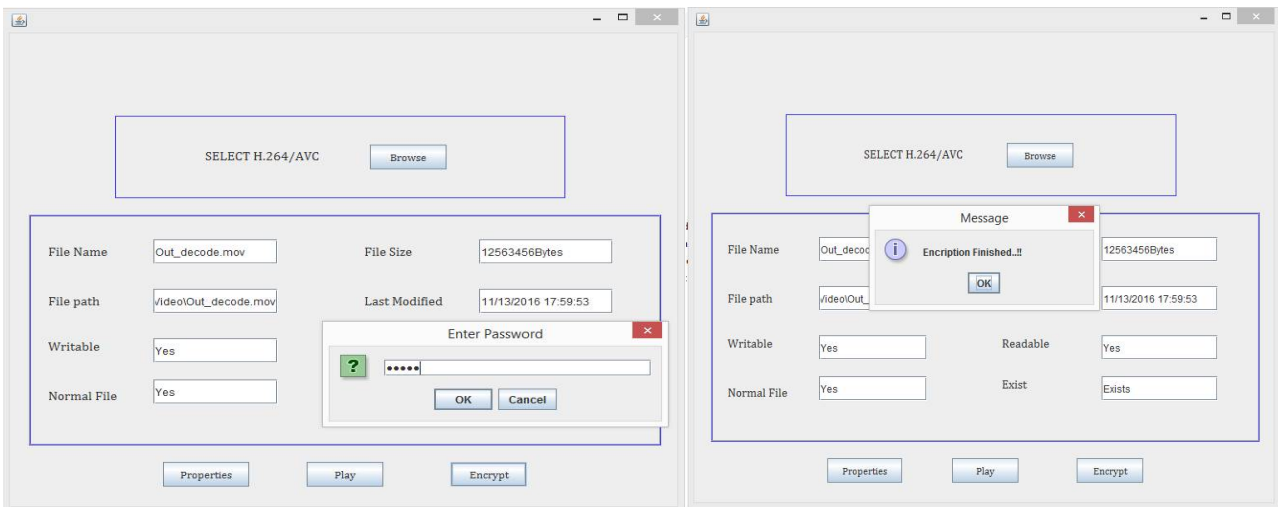 SELECT H.264/AVC Browse
File Name Out_decode.mov File Size 12563456Bytes
File path /ideo\Out_decode.mov Last Modified 11/13/2016 17:59:53
Enter Password
Writable Yes
?
•••••
Normal File Yes
OK Cancel
Properties Play Encrypt
SELECT H.264/AVC Browse
Message
File Name Out_decod 12563456Bytes
i Encription Finished..!!
OK
File path /ideo\Out_ 11/13/2016 17:59:53
Writable Yes Readable Yes
Normal File Yes Exist Exists
Properties Play Encrypt